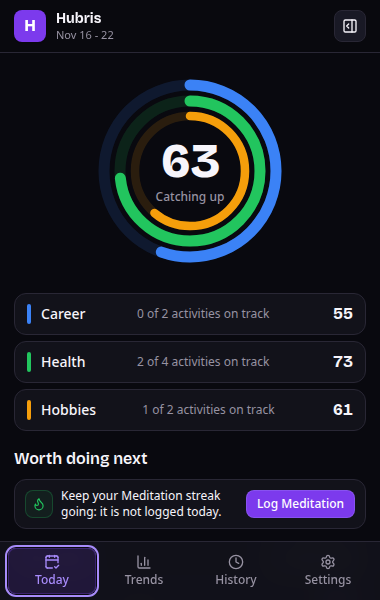 H
Hubris
Nov 16 - 22
63
Catching up
Career 0 of 2 activities on track 55
Health 2 of 4 activities on track 73
Hobbies 1 of 2 activities on track 61
Worth doing next
Keep your Meditation streak
going: it is not logged today.
Log Meditation
Today Trends History Settings